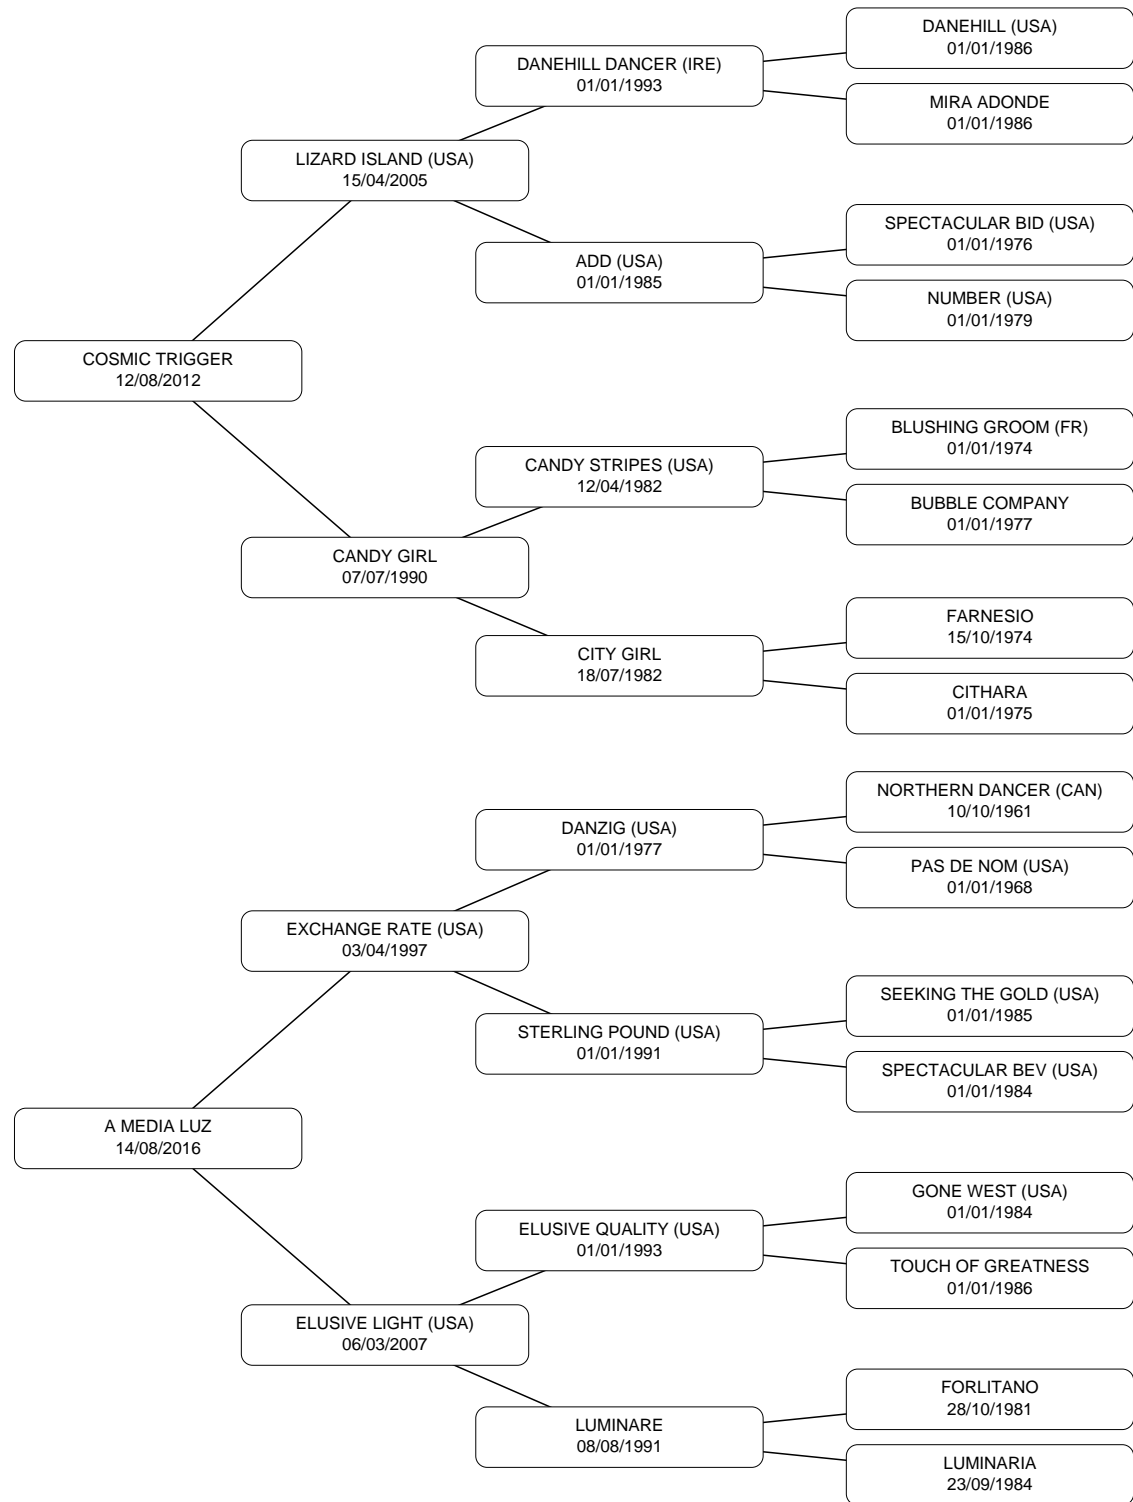 DANEHILL (USA)
01/01/1986
DANEHILL DANCER (IRE)
01/01/1993
MIRA ADONDE
01/01/1986
LIZARD ISLAND (USA)
15/04/2005
SPECTACULAR BID (USA)
01/01/1976
ADD (USA)
01/01/1985
NUMBER (USA)
01/01/1979
COSMIC TRIGGER
12/08/2012
BLUSHING GROOM (FR)
01/01/1974
CANDY STRIPES (USA)
12/04/1982
BUBBLE COMPANY
01/01/1977
CANDY GIRL
07/07/1990
FARNESIO
15/10/1974
CITY GIRL
18/07/1982
CITHARA
01/01/1975
NORTHERN DANCER (CAN)
10/10/1961
DANZIG (USA)
01/01/1977
PAS DE NOM (USA)
01/01/1968
EXCHANGE RATE (USA)
03/04/1997
SEEKING THE GOLD (USA)
01/01/1985
STERLING POUND (USA)
01/01/1991
SPECTACULAR BEV (USA)
01/01/1984
A MEDIA LUZ
14/08/2016
GONE WEST (USA)
01/01/1984
ELUSIVE QUALITY (USA)
01/01/1993
TOUCH OF GREATNESS
01/01/1986
ELUSIVE LIGHT (USA)
06/03/2007
FORLITANO
28/10/1981
LUMINARE
08/08/1991
LUMINARIA
23/09/1984